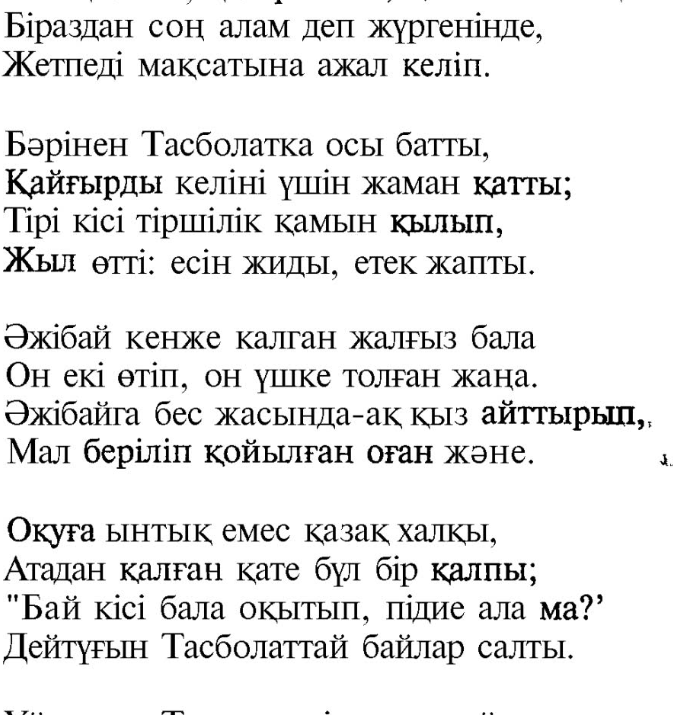 Біраздан соң алам деп жүргенінде,
Жетпеді мақсатына ажал келіп.

Бәрінен Тасболатка осы батты,
Қайғырды келіні үшін жаман қатты;
Тірі кісі тіршілік қамын қылып,
Жыл өтті: есін жиды, етек жапты.

Әжібай кенже калган жалғыз бала
Он екі өтіп, он үшке толған жаңа.
Әжібайга бес жасында-ақ қыз айттырып,
Мал беріліп қойылған оған және.

Оқуға ынтық емес қазақ халқы,
Атадан қалған қате бұл бір қалпы;
"Бай кісі бала оқытып, підие ала ма?’
Дейтұғын Тасболаттай байлар салты.